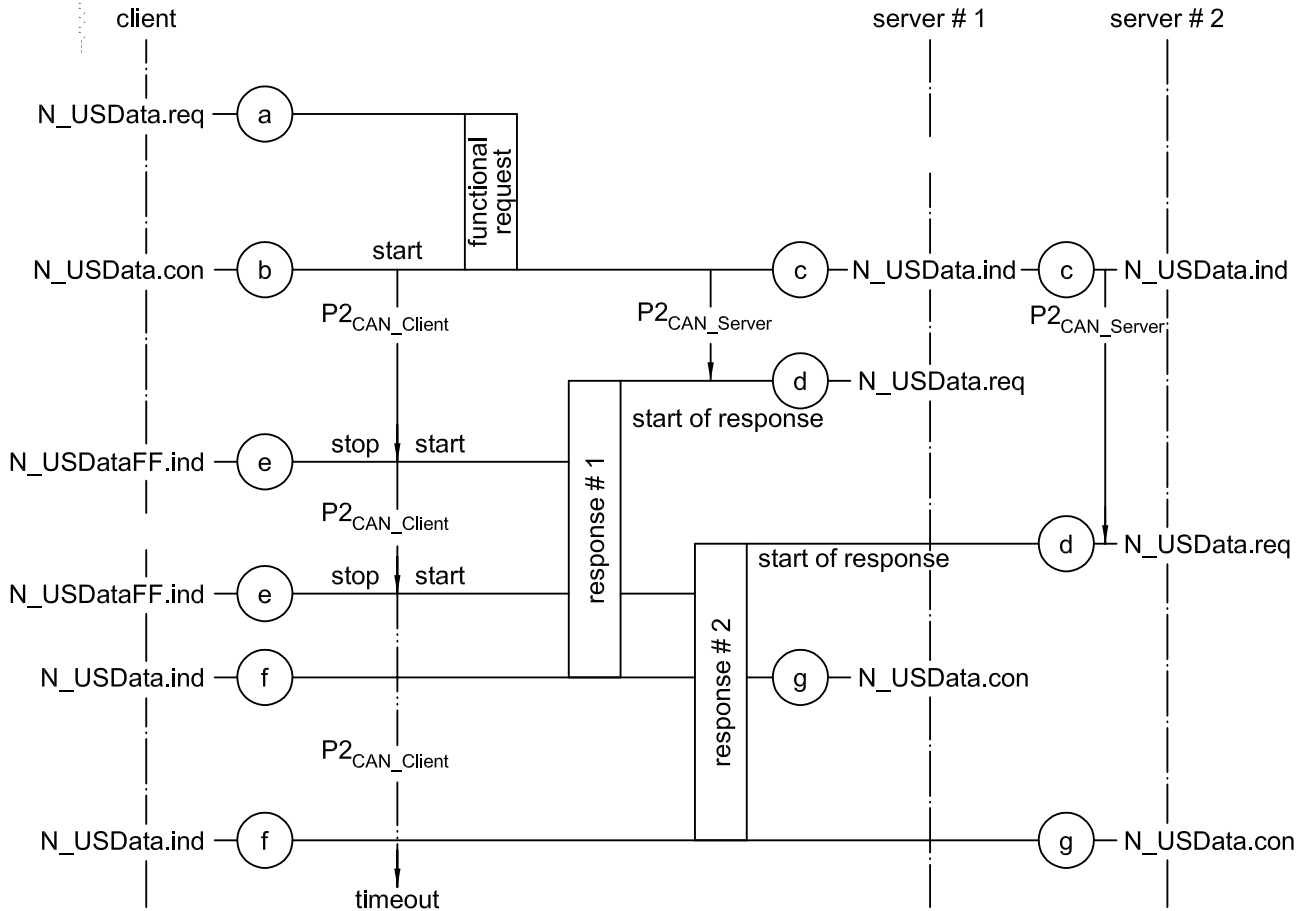 client server # 1 server # 2
N_USData.req a
functional
request
start
N_USData.con b c N_USData.ind c N_USData.ind
P2CAN_Client P2CAN_Server P2CAN_Server
d N_USData.req
start of response
stop start
N_USDataFF.ind e
response # 1
P2CAN_Client
d N_USData.req
start of response
stop start
N_USDataFF.ind e
response # 2
N_USData.ind f g N_USData.con
P2CAN_Client
N_USData.ind f g N_USData.con
timeout